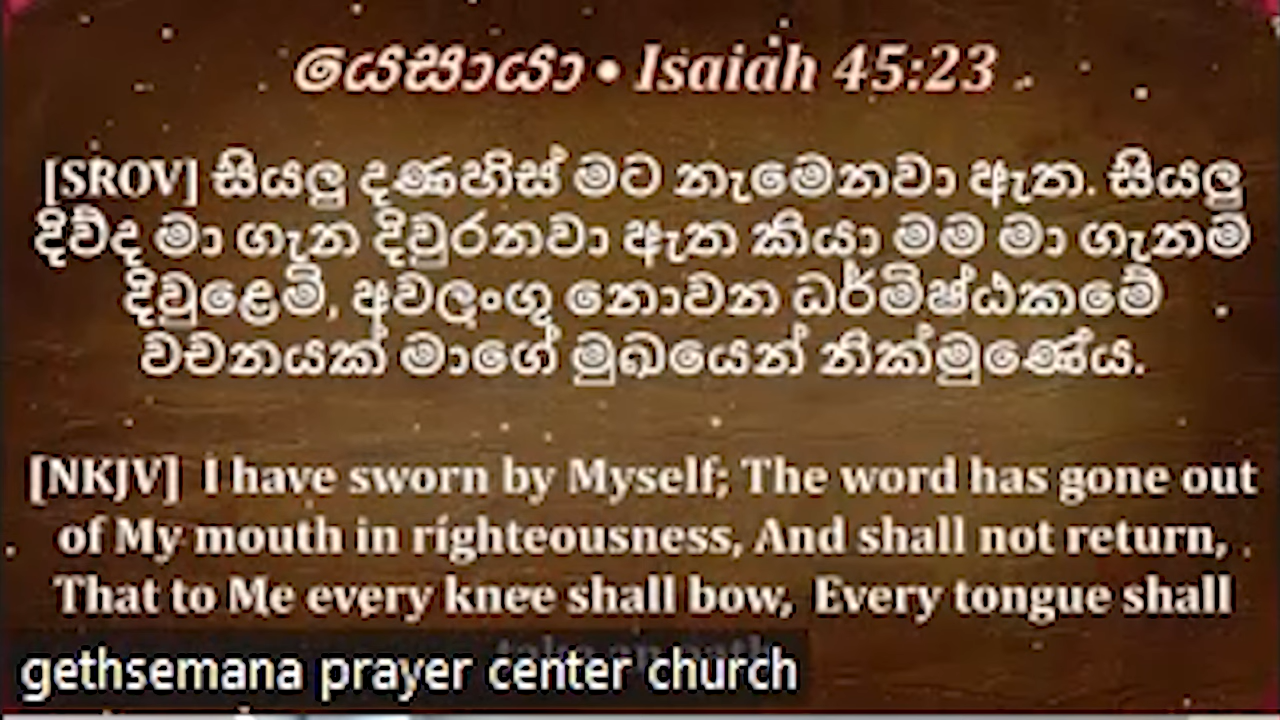 යෙසායා • Isaiah 45:23
[SROV] සියලු දණහිස් මට නැමෙනවා ඇත. සියලු
දිව්ද මා ගැන දිවුරනවා ඇත කියා මම මා ගැනම
දිවුළෙමි, අවලංගු නොවන ධර්මිෂ්ඨකමේ
වචනයක් මාගේ මුඛයෙන් නික්මුණේය.
[NKJV] I have sworn by Myself; The word has gone out
of My mouth in righteousness, And shall not return,
That to Me every knee shall bow, Every tongue shall
gethsemana prayer center church